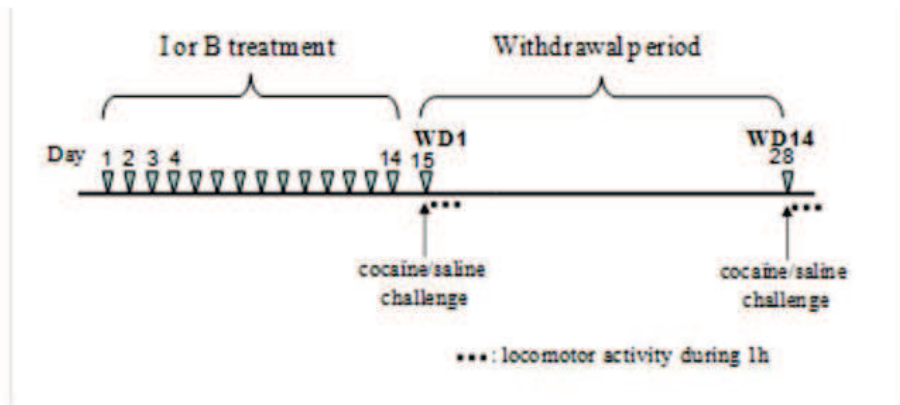 I or B treatment
Withdrawal period
WD1
WD14
Day 1 2 3 4 14 15 28
cocaine/saline
challenge
cocaine/saline
challenge
•••: locomotor activity during 1h